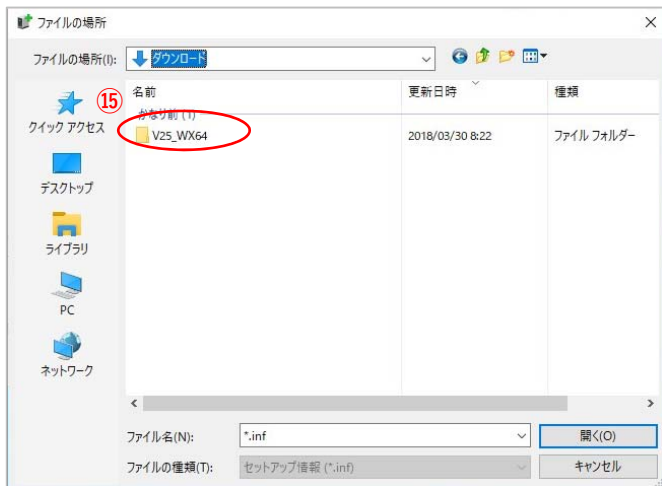 ファイルの場所
ファイルの場所(I):
ダウンロード
⑮
クイック アクセス
デスクトップ
ライブラリ
PC
ネットワーク
名前
更新日時
種類
かなり前 (1)
V25_WX64
2018/03/30 8:22
ファイル フォルダー
ファイル名(N):
*.inf
開く(O)
ファイルの種類(T):
セットアップ情報 (*.inf)
キャンセル